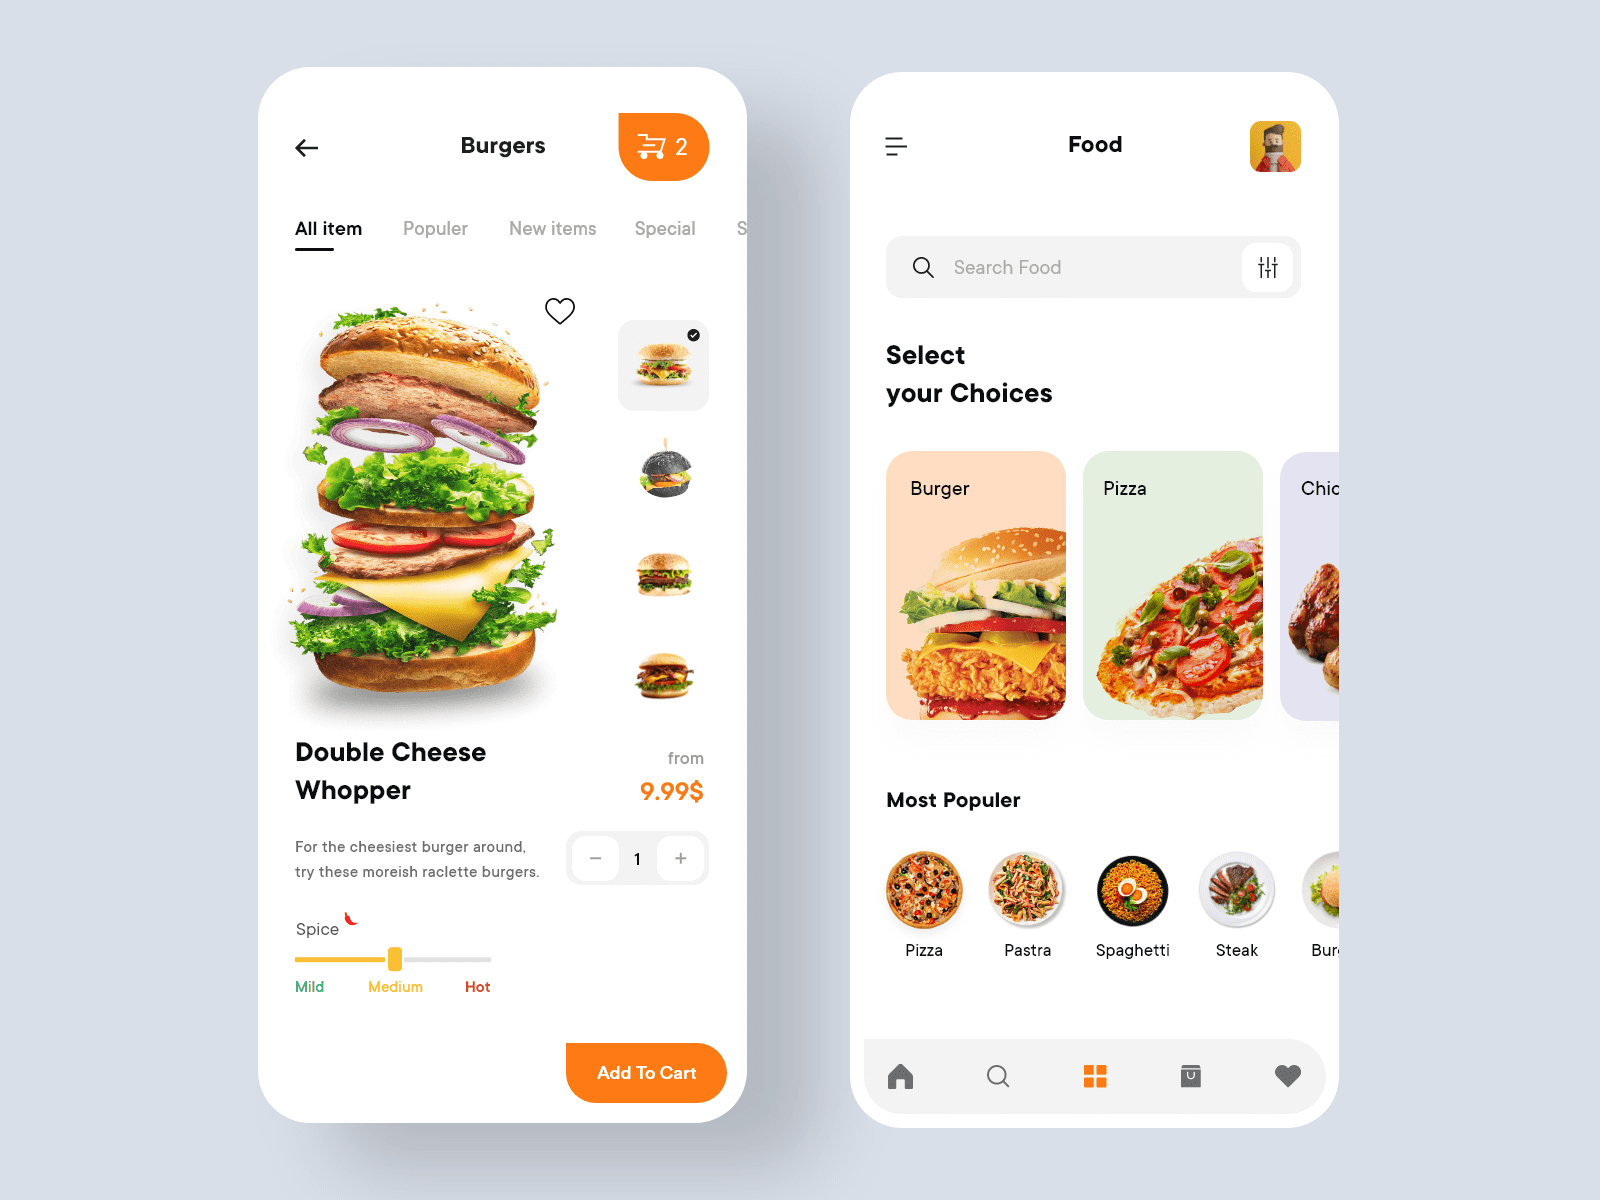 Burgers
2
All item
Populer
New items
Special
S
Double Cheese
Whopper
from
9.99$
For the cheesiest burger around,
try these moreish raclette burgers.
1
Spice
Mild
Medium
Hot
Add To Cart
Food
Search Food
Select
your Choices
Burger
Pizza
Chic
Most Populer
Pizza
Pastra
Spaghetti
Steak
Burg